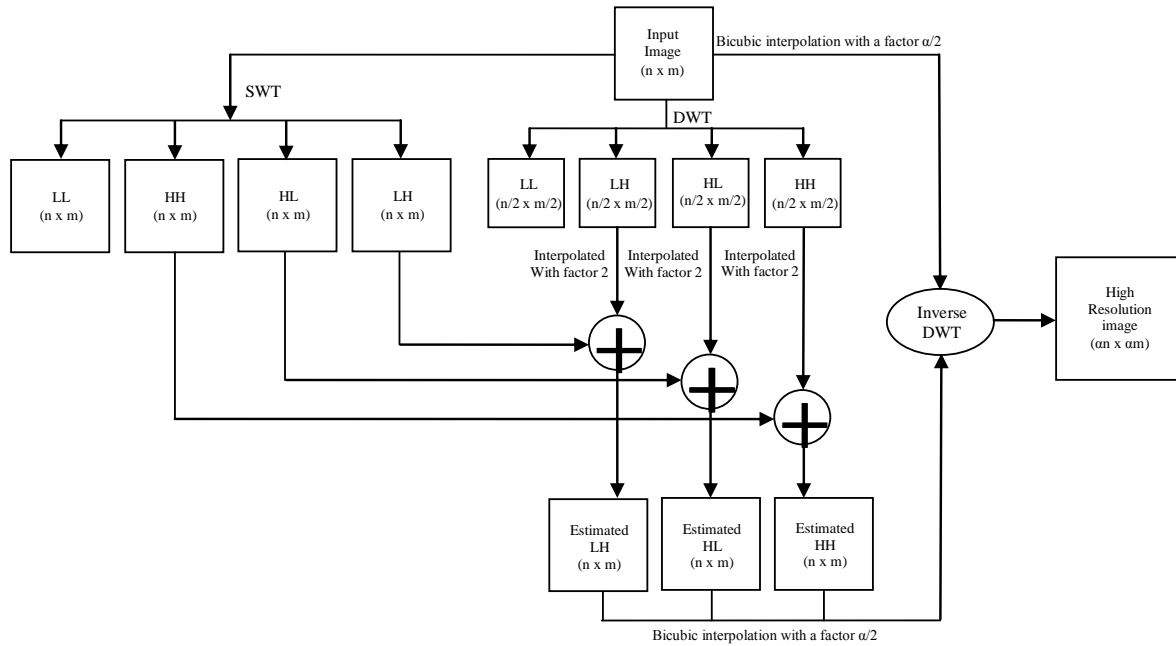 Input
Image
(n x m)
Bicubic interpolation with a factor α/2
SWT
DWT
LL
(n x m)
HH
(n x m)
HL
(n x m)
LH
(n x m)
LL
(n/2 x m/2)
LH
(n/2 x m/2)
HL
(n/2 x m/2)
HH
(n/2 x m/2)
Interpolated
With factor 2
Interpolated
With factor 2
Interpolated
With factor 2
Inverse
DWT
High
Resolution
image
(αn x αm)
Estimated
LH
(n x m)
Estimated
HL
(n x m)
Estimated
HH
(n x m)
Bicubic interpolation with a factor α/2